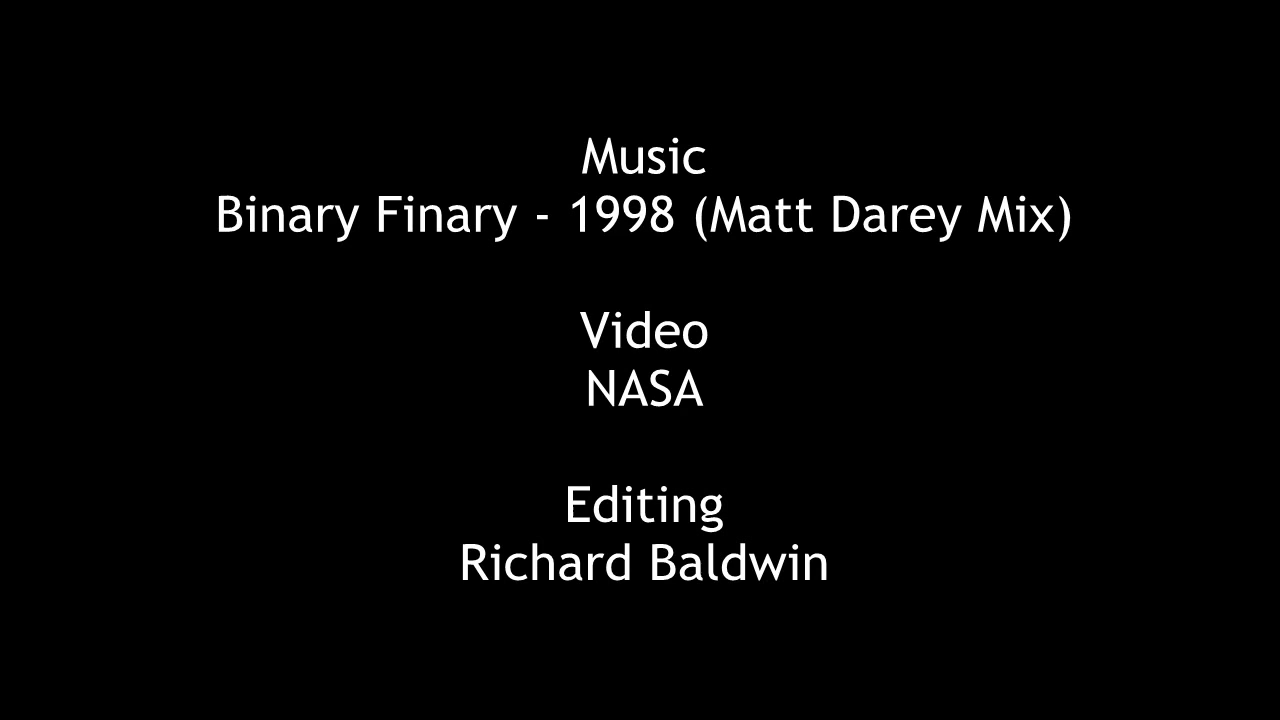 Music
Binary Finary - 1998 (Matt Darey Mix)
Video
NASA
Editing
Richard Baldwin